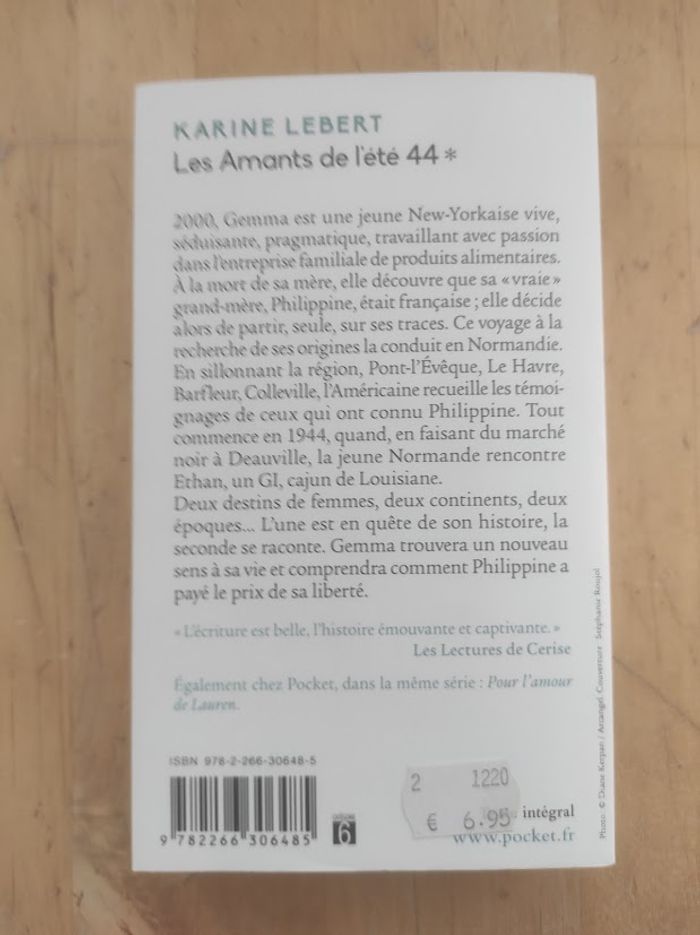 KARINE LEBERT
Les Amants de l'été 44 *
2000, Gemma est une jeune New-Yorkaise vive,
séduisante, pragmatique, travaillant avec passion
dans l'entreprise familiale de produits alimentaires.
À la mort de sa mère, elle découvre que sa « vraie »
grand-mère, Philippine, était française ; elle décide
alors de partir, seule, sur ses traces. Ce voyage à la
recherche de ses origines la conduit en Normandie.
En sillonnant la région, Pont-l'Évêque, Le Havre,
Barfleur, Colleville, l'Américaine recueille les témoi-
gnages de ceux qui ont connu Philippine. Tout
commence en 1944, quand, en faisant du marché
noir à Deauville, la jeune Normande rencontre
Ethan, un GI, cajun de Louisiane.
Deux destins de femmes, deux continents, deux
époques... L'une est en quête de son histoire, la
seconde se raconte. Gemma trouvera un nouveau
sens à sa vie et comprendra comment Philippine a
payé le prix de sa liberté.
« L'écriture est belle, l'histoire émouvante et captivante. »
Les Lectures de Cerise
Également chez Pocket, dans la même série : Pour l'amour
de Lauren.
ISBN 978-2-266-30648-5
9 782266 306485
6
2 1220
€ 6.95
intégral
www.pocket.fr
Photo : © Diane Kerpan / Arcangel. Couverture : Stéphanie Roujol